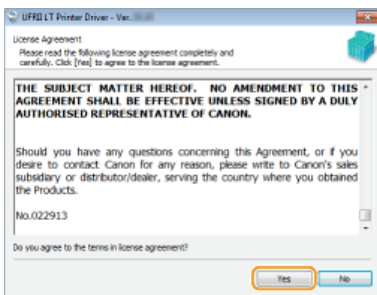 UFRII LT Printer Driver - Ver.
License Agreement
Please read the following license agreement completely and
carefully. Click [Yes] to agree to the license agreement.
THE SUBJECT MATTER HEREOF. NO AMENDMENT TO THIS
AGREEMENT SHALL BE EFFECTIVE UNLESS SIGNED BY A DULY
AUTHORISED REPRESENTATIVE OF CANON.
Should you have any questions concerning this Agreement, or if you
desire to contact Canon for any reason, please write to Canon's sales
subsidiary or distributor/dealer, serving the country where you obtained
the Products.
No.022913
Do you agree to the terms in license agreement?
Yes No